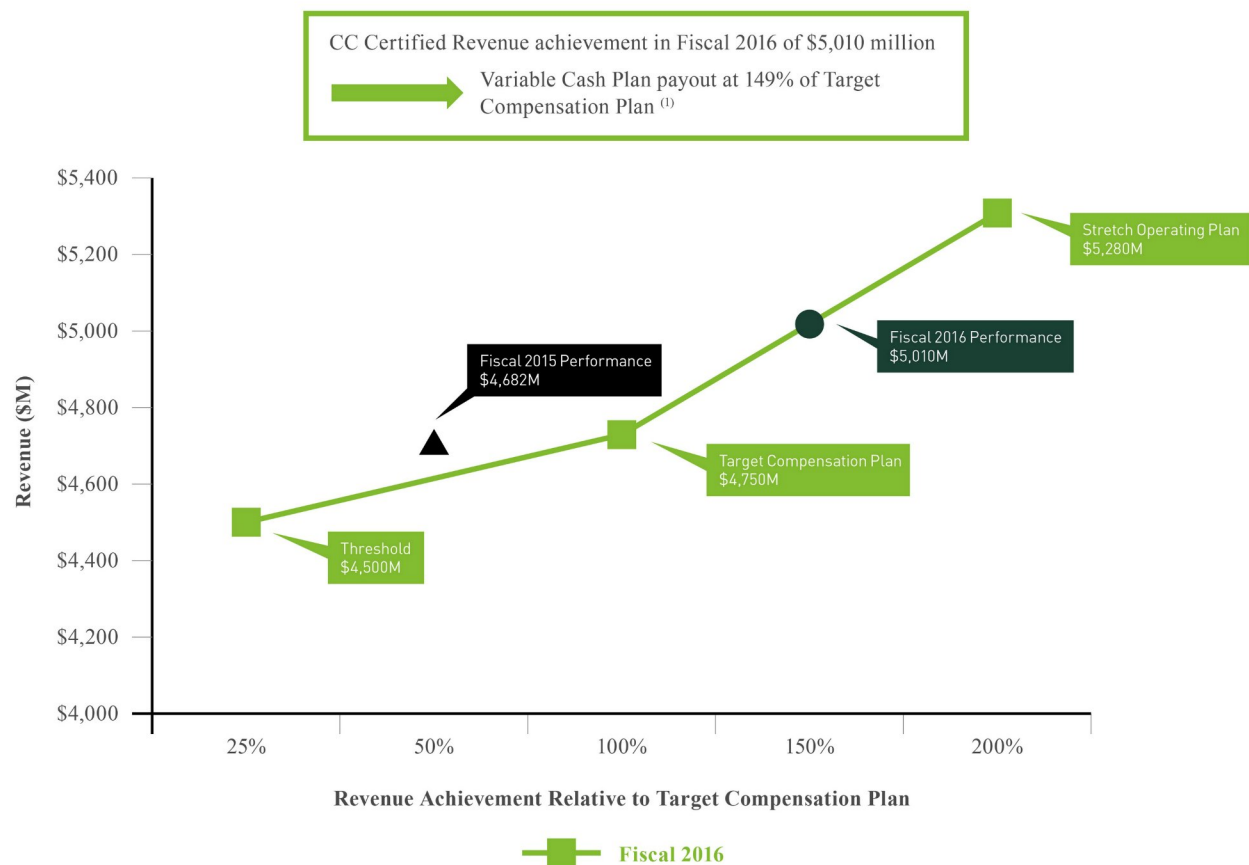 CC Certified Revenue achievement in Fiscal 2016 of $5,010 million
Variable Cash Plan payout at 149% of Target
Compensation Plan (1)
$5,400
$5,200
$5,000
$4,800
$4,600
$4,400
$4,200
$4,000
Revenue ($M)
Stretch Operating Plan
$5,280M
Fiscal 2016 Performance
$5,010M
Fiscal 2015 Performance
$4,682M
Target Compensation Plan
$4,750M
Threshold
$4,500M
25%
50%
100%
150%
200%
Revenue Achievement Relative to Target Compensation Plan
Fiscal 2016